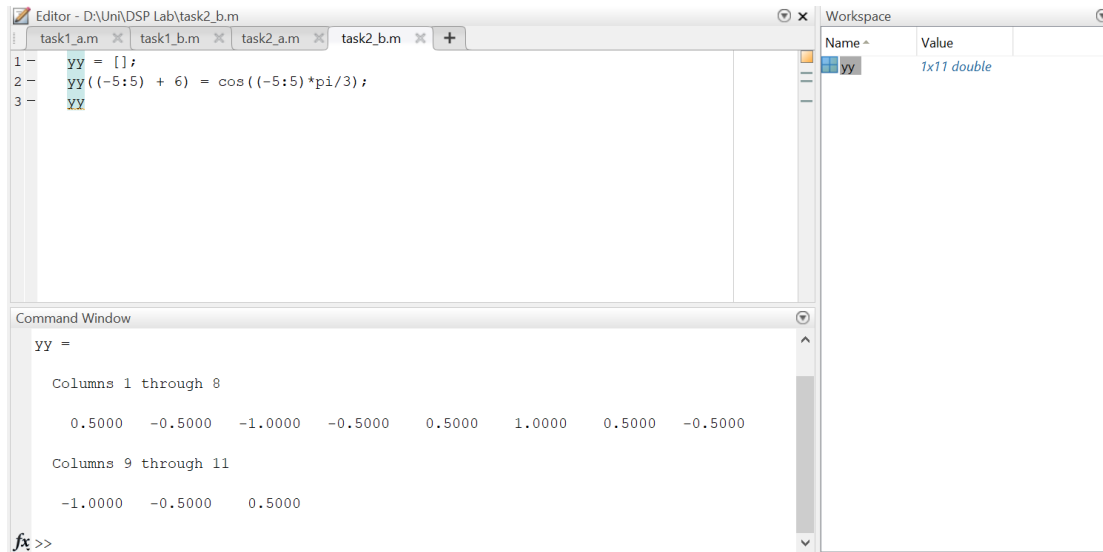 Editor - D:\Uni\DSP Lab\task2_b.m
task1_a.m task1_b.m task2_a.m task2_b.m +
1 - yy = [];
2 - yy((-5:5) + 6) = cos((-5:5)*pi/3);
3 - yy
Command Window
yy =
Columns 1 through 8
0.5000 -0.5000 -1.0000 -0.5000 0.5000 1.0000 0.5000 -0.5000
Columns 9 through 11
-1.0000 -0.5000 0.5000
fx >>
Workspace
Name Value
yy 1x11 double